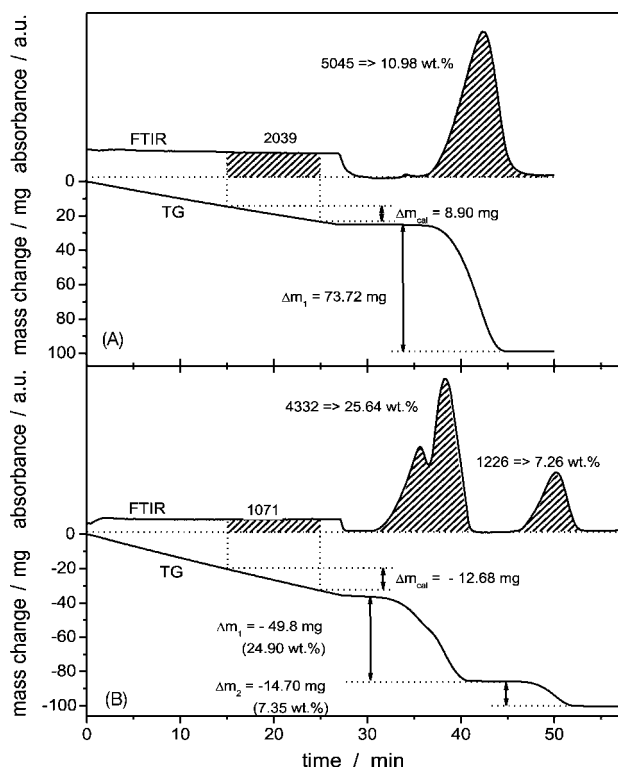 absorbance / a.u.
5045 => 10.98 wt.%
FTIR
2039
mass change / mg
0
20
40
60
80
100
TG
Δm_cal = 8.90 mg
Δm₁ = 73.72 mg
(A)
absorbance / a.u.
4332 => 25.64 wt.%
1226 => 7.26 wt.%
FTIR
1071
mass change / mg
0
-20
-40
-60
-80
-100
TG
Δm_cal = - 12.68 mg
Δm₁ = - 49.8 mg
(24.90 wt.%)
Δm₂ = -14.70 mg
(7.35 wt.%)
(B)
0 10 20 30 40 50
time / min